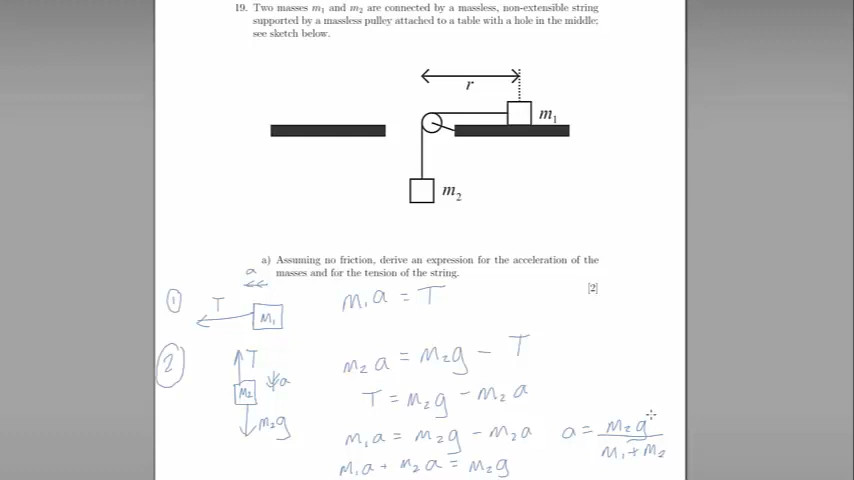 19. Two masses m₁ and m₂ are connected by a massless, non-extensible string
supported by a massless pulley attached to a table with a hole in the middle;
see sketch below.
r
m₁
m₂
a) Assuming no friction, derive an expression for the acceleration of the
masses and for the tension of the string.
[2]
a
① T M₁
m₁a = T
② T M₂ a m₂g
m₂a = m₂g - T
T = m₂g - m₂a
m₁a = m₂g - m₂a
m₁a + m₂a = m₂g
a = m₂g / m₁ + m₂